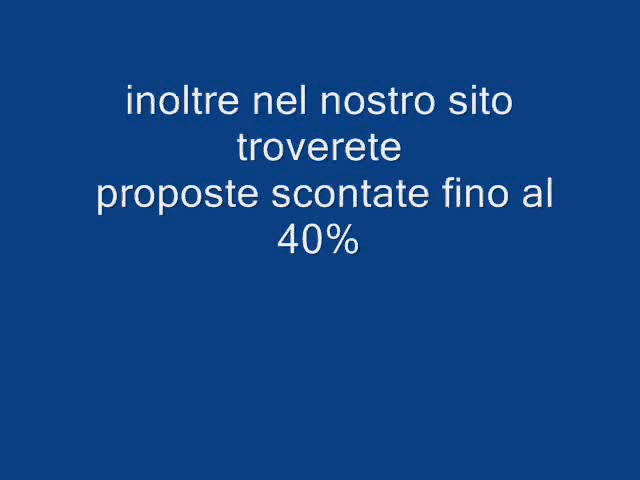 inoltre nel nostro sito
troverete
proposte scontate fino al
40%